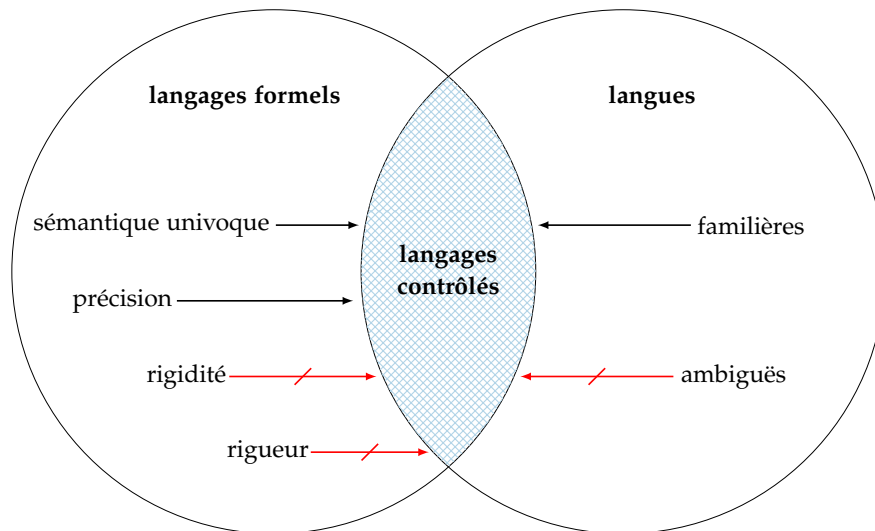 langages formels
langues
sémantique univoque
familières
langages
contrôlés
précision
rigidité
ambiguës
rigueur